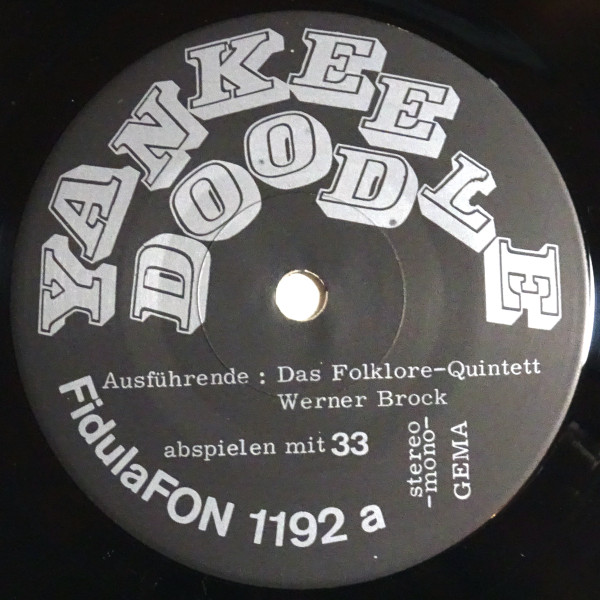 YANKEE
DOODLE
Ausführende : Das Folklore-Quintett
Werner Brock
abspielen mit 33
stereo
-mono-
GEMA
FidulaFON 1192 a